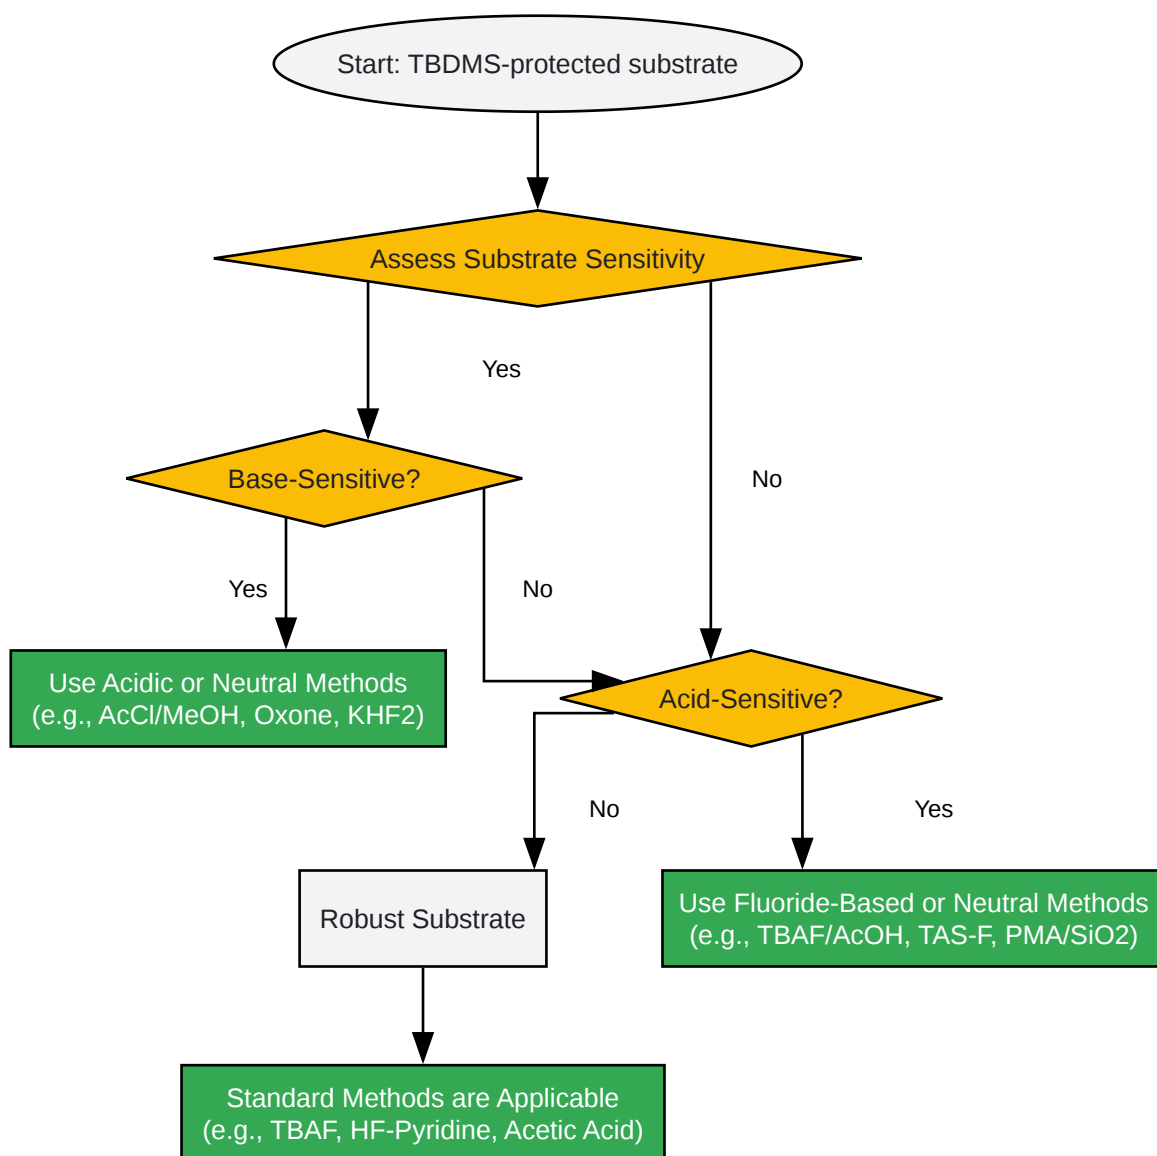 Start: TBDMS-protected substrate
Assess Substrate Sensitivity
Yes
Base-Sensitive?
No
Yes
No
Use Acidic or Neutral Methods
(e.g., AcCl/MeOH, Oxone, KHF2)
Acid-Sensitive?
No
Yes
Robust Substrate
Use Fluoride-Based or Neutral Methods
(e.g., TBAF/AcOH, TAS-F, PMA/SiO2)
Standard Methods are Applicable
(e.g., TBAF, HF-Pyridine, Acetic Acid)